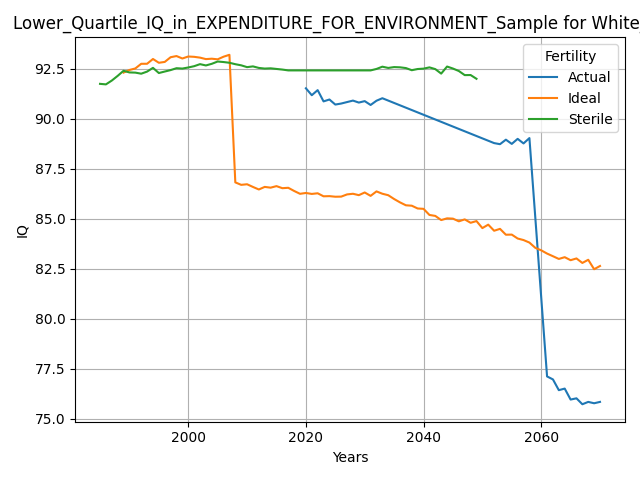 Lower_Quartile_IQ_in_EXPENDITURE_FOR_ENVIRONMENT_Sample for White
Fertility
Actual
Ideal
Sterile
IQ
92.5
90.0
87.5
85.0
82.5
80.0
77.5
75.0
2000
2020
2040
2060
Years